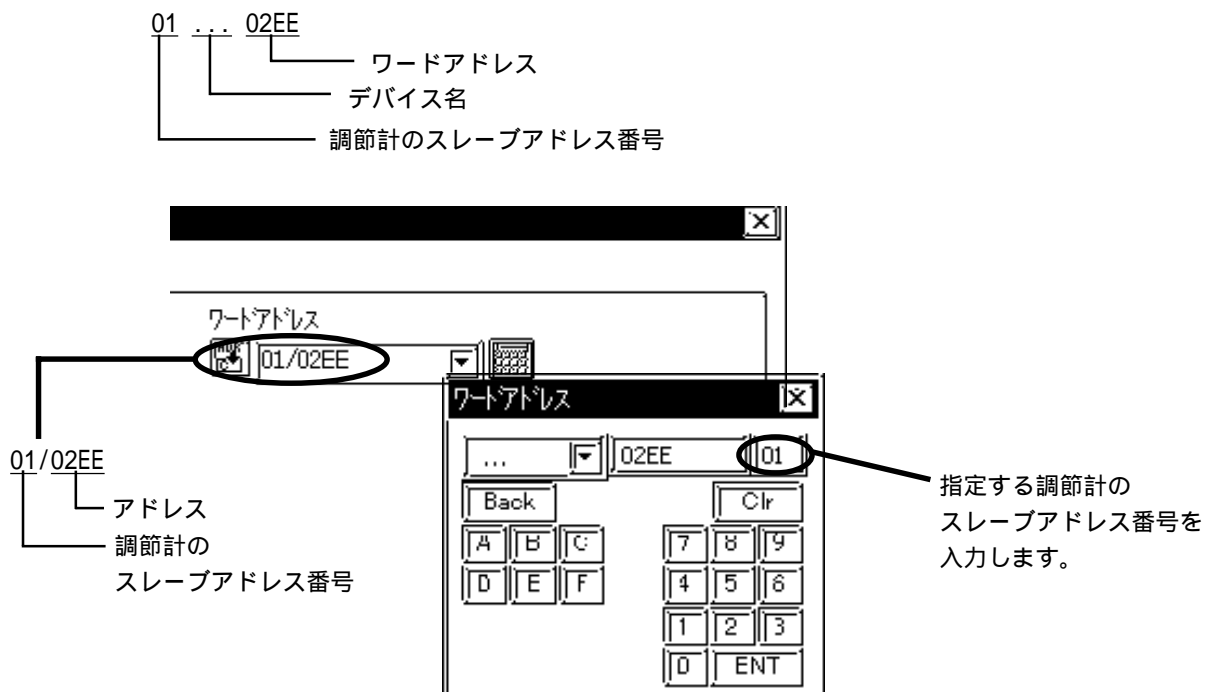 01 ... 02EE
ワードアドレス
デバイス名
調節計のスレーブアドレス番号
ワードアドレス
01/02EE
ワードアドレス
... 02EE 01
Back Clr
A B C 7 8 9
D E F 4 5 6
1 2 3
0 ENT
01/02EE
アドレス
調節計の
スレーブアドレス番号
指定する調節計の
スレーブアドレス番号を
入力します。